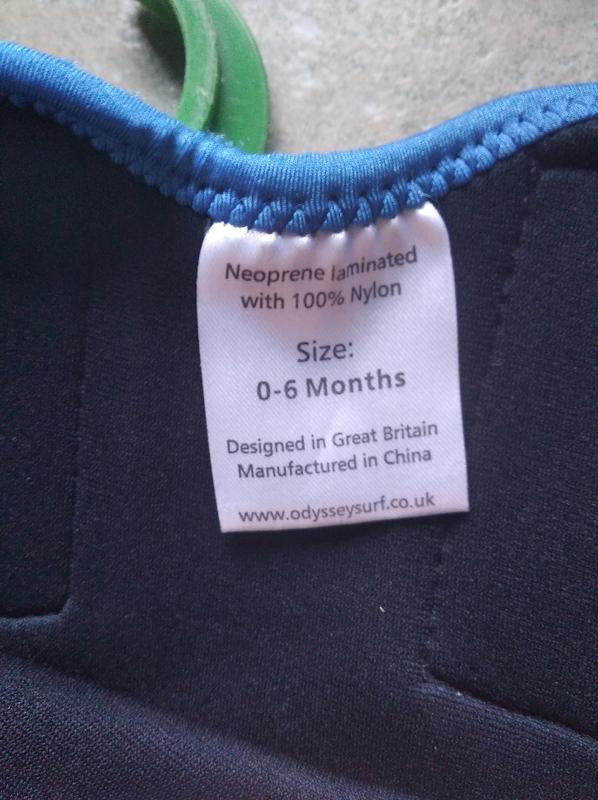 Neoprene laminated
with 100% Nylon
Size:
0-6 Months
Designed in Great Britain
Manufactured in China
www.odysseysurf.co.uk